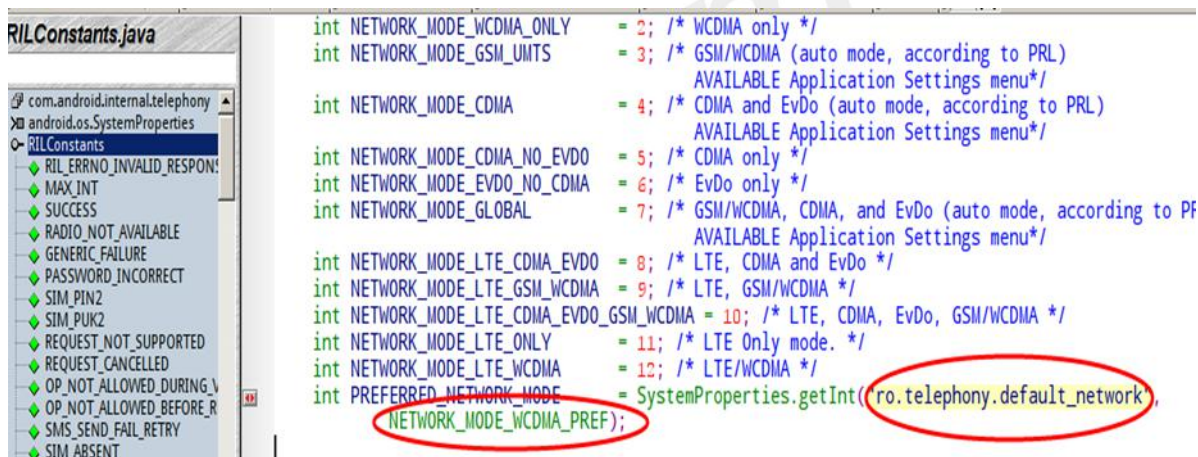 RILConstants.java
com.android.internal.telephony
android.os.SystemProperties
RILConstants
RIL_ERRNO_INVALID_RESPONS
MAX_INT
SUCCESS
RADIO_NOT_AVAILABLE
GENERIC_FAILURE
PASSWORD_INCORRECT
SIM_PIN2
SIM_PUK2
REQUEST_NOT_SUPPORTED
REQUEST_CANCELLED
OP_NOT_ALLOWED_DURING_V
OP_NOT_ALLOWED_BEFORE_R
SMS_SEND_FAIL_RETRY
SIM_ABSENT
int NETWORK_MODE_WCDMA_ONLY = 2; /* WCDMA only */
int NETWORK_MODE_GSM_UMTS = 3; /* GSM/WCDMA (auto mode, according to PRL)
AVAILABLE Application Settings menu*/
int NETWORK_MODE_CDMA = 4; /* CDMA and EvDo (auto mode, according to PRL)
AVAILABLE Application Settings menu*/
int NETWORK_MODE_CDMA_NO_EVDO = 5; /* CDMA only */
int NETWORK_MODE_EVDO_NO_CDMA = 6; /* EvDo only */
int NETWORK_MODE_GLOBAL = 7; /* GSM/WCDMA, CDMA, and EvDo (auto mode, according to PR
AVAILABLE Application Settings menu*/
int NETWORK_MODE_LTE_CDMA_EVDO = 8; /* LTE, CDMA and EvDo */
int NETWORK_MODE_LTE_GSM_WCDMA = 9; /* LTE, GSM/WCDMA */
int NETWORK_MODE_LTE_CDMA_EVDO_GSM_WCDMA = 10; /* LTE, CDMA, EvDo, GSM/WCDMA */
int NETWORK_MODE_LTE_ONLY = 11; /* LTE Only mode. */
int NETWORK_MODE_LTE_WCDMA = 12; /* LTE/WCDMA */
int PREFERRED_NETWORK_MODE = SystemProperties.getInt("ro.telephony.default_network",
NETWORK_MODE_WCDMA_PREF);